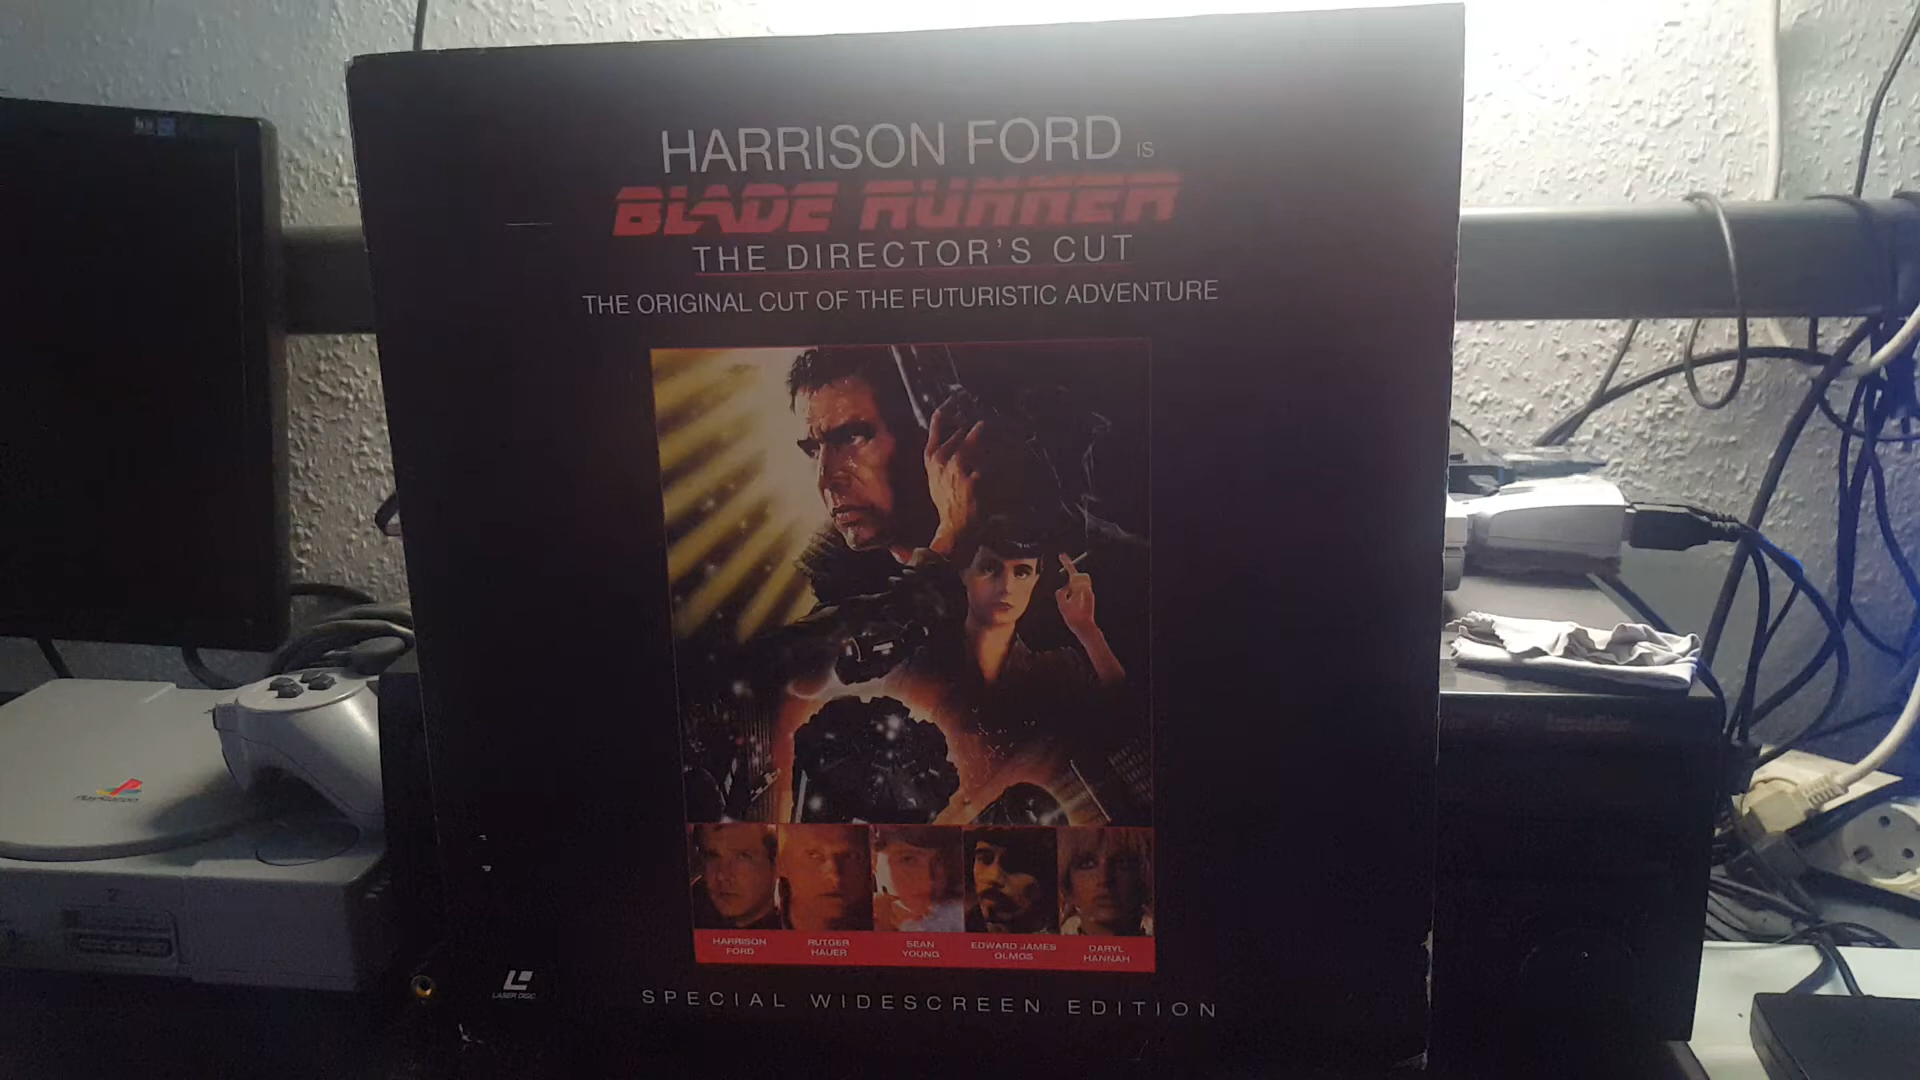 HARRISON FORD IS
BLADE RUNNER
THE DIRECTOR'S CUT
THE ORIGINAL CUT OF THE FUTURISTIC ADVENTURE
HARRISON FORD
RUTGER HAUER
SEAN YOUNG
EDWARD JAMES OLMOS
DARYL HANNAH
LASER DISC
SPECIAL WIDESCREEN EDITION
PlayStation